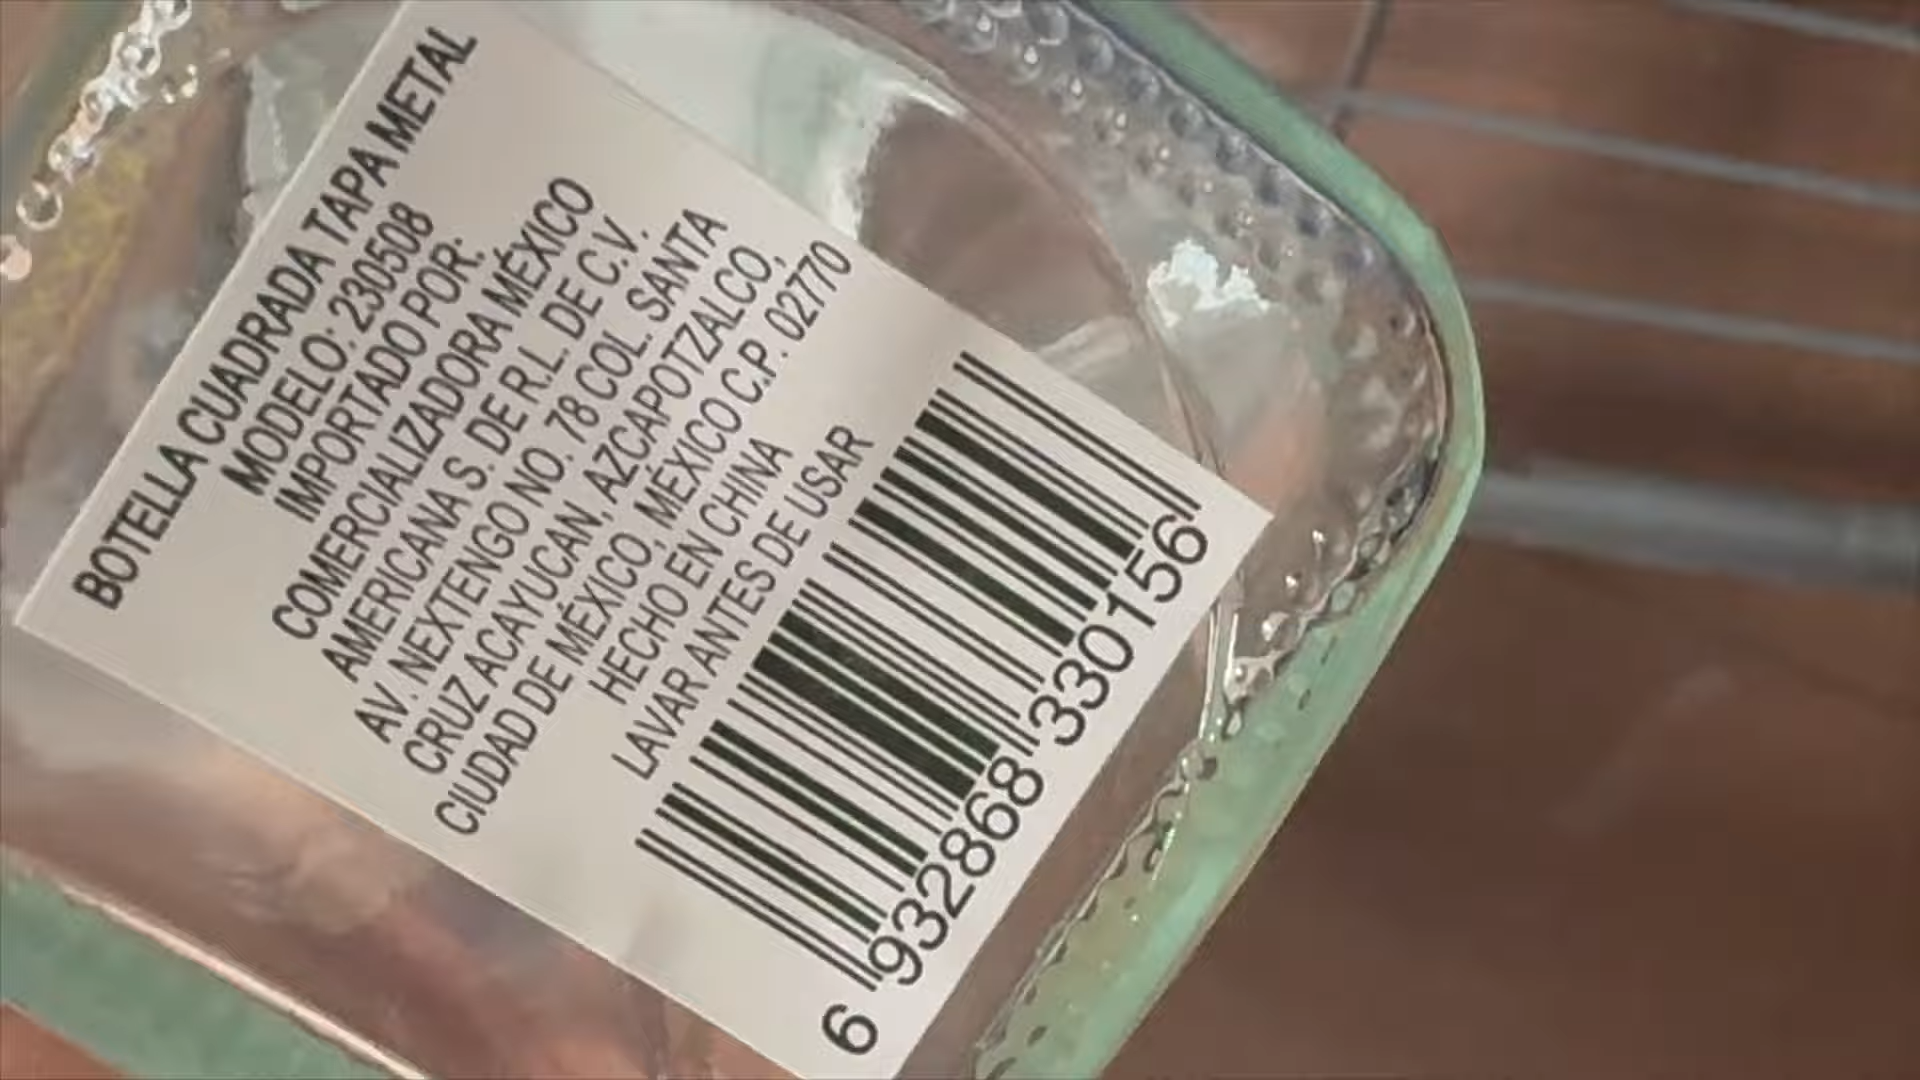 BOTELLA CUADRADA TAPA METAL
MODELO: 230508
IMPORTADO POR:
COMERCIALIZADORA MÉXICO
AMERICANA S. DE R.L. DE C.V.
AV. NEXTENGO NO. 78 COL. SANTA
CRUZ ACAYUCAN, AZCAPOTZALCO,
CIUDAD DE MÉXICO, MÉXICO C.P. 02770
HECHO EN CHINA
LAVAR ANTES DE USAR
6 932868 330156